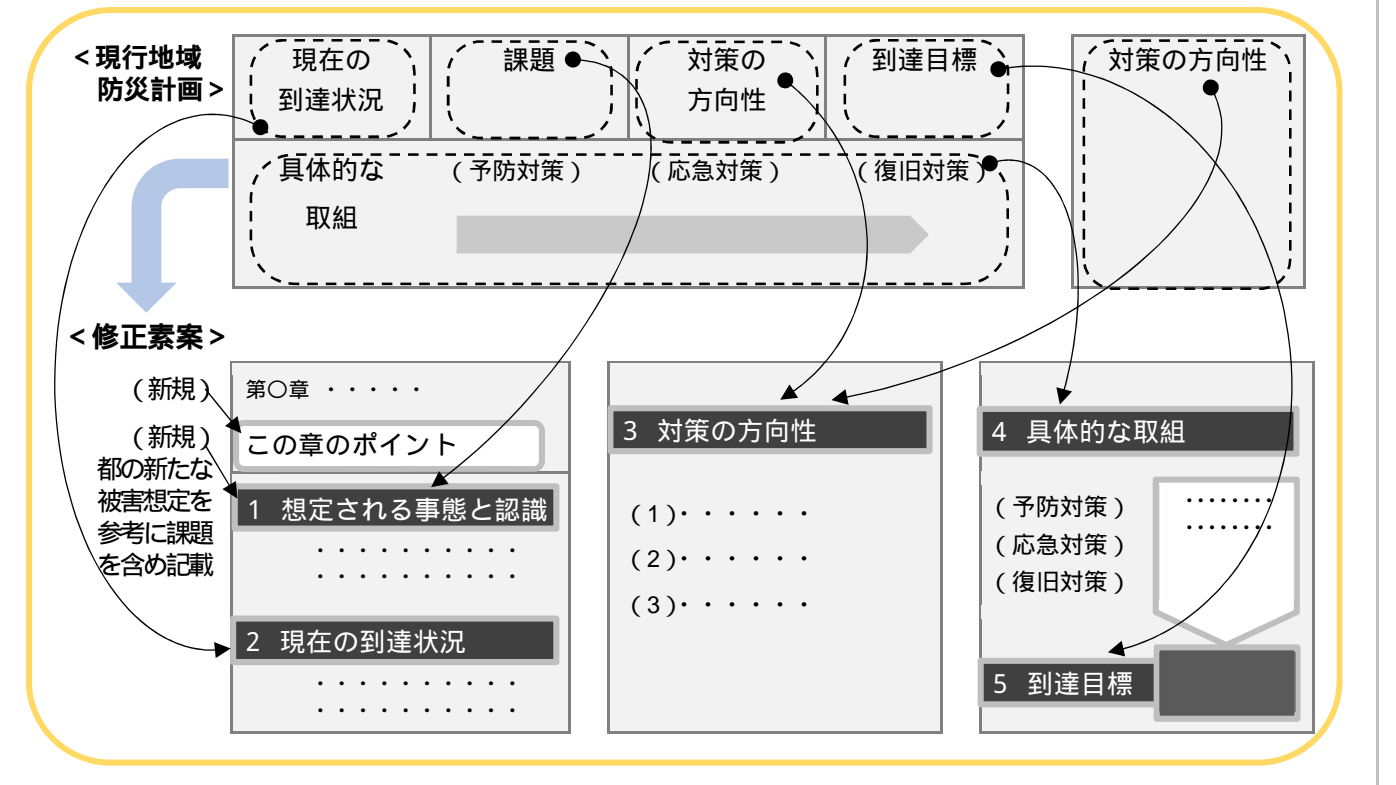 <現行地域
防災計画>
現在の
到達状況
課題
対策の
方向性
到達目標
対策の方向性
具体的な
取組
(予防対策)
(応急対策)
(復旧対策)
<修正素案>
(新規)
(新規)
都の新たな
被害想定を
参考に課題
を含め記載
第〇章 ・・・・・
この章のポイント
1 想定される事態と認識
・・・・・・・・・・
・・・・・・・・・・
2 現在の到達状況
・・・・・・・・・・
・・・・・・・・・・
3 対策の方向性
(1)・・・・・・
(2)・・・・・・
(3)・・・・・・
4 具体的な取組
(予防対策)
(応急対策)
(復旧対策)
・・・・・・・・
・・・・・・・・
5 到達目標